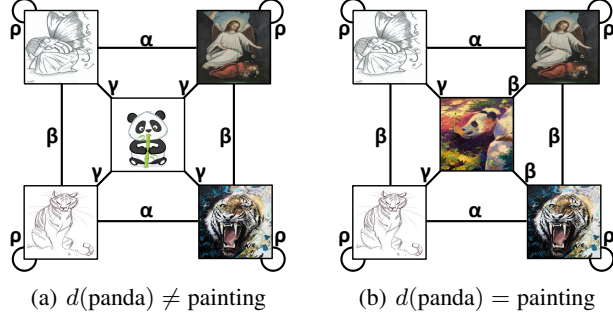 ρ α ρ ρ α ρ
γ γ γ β
β β β β
γ γ γ β
ρ α ρ ρ α ρ
(a) d(panda) ≠ painting (b) d(panda) = painting